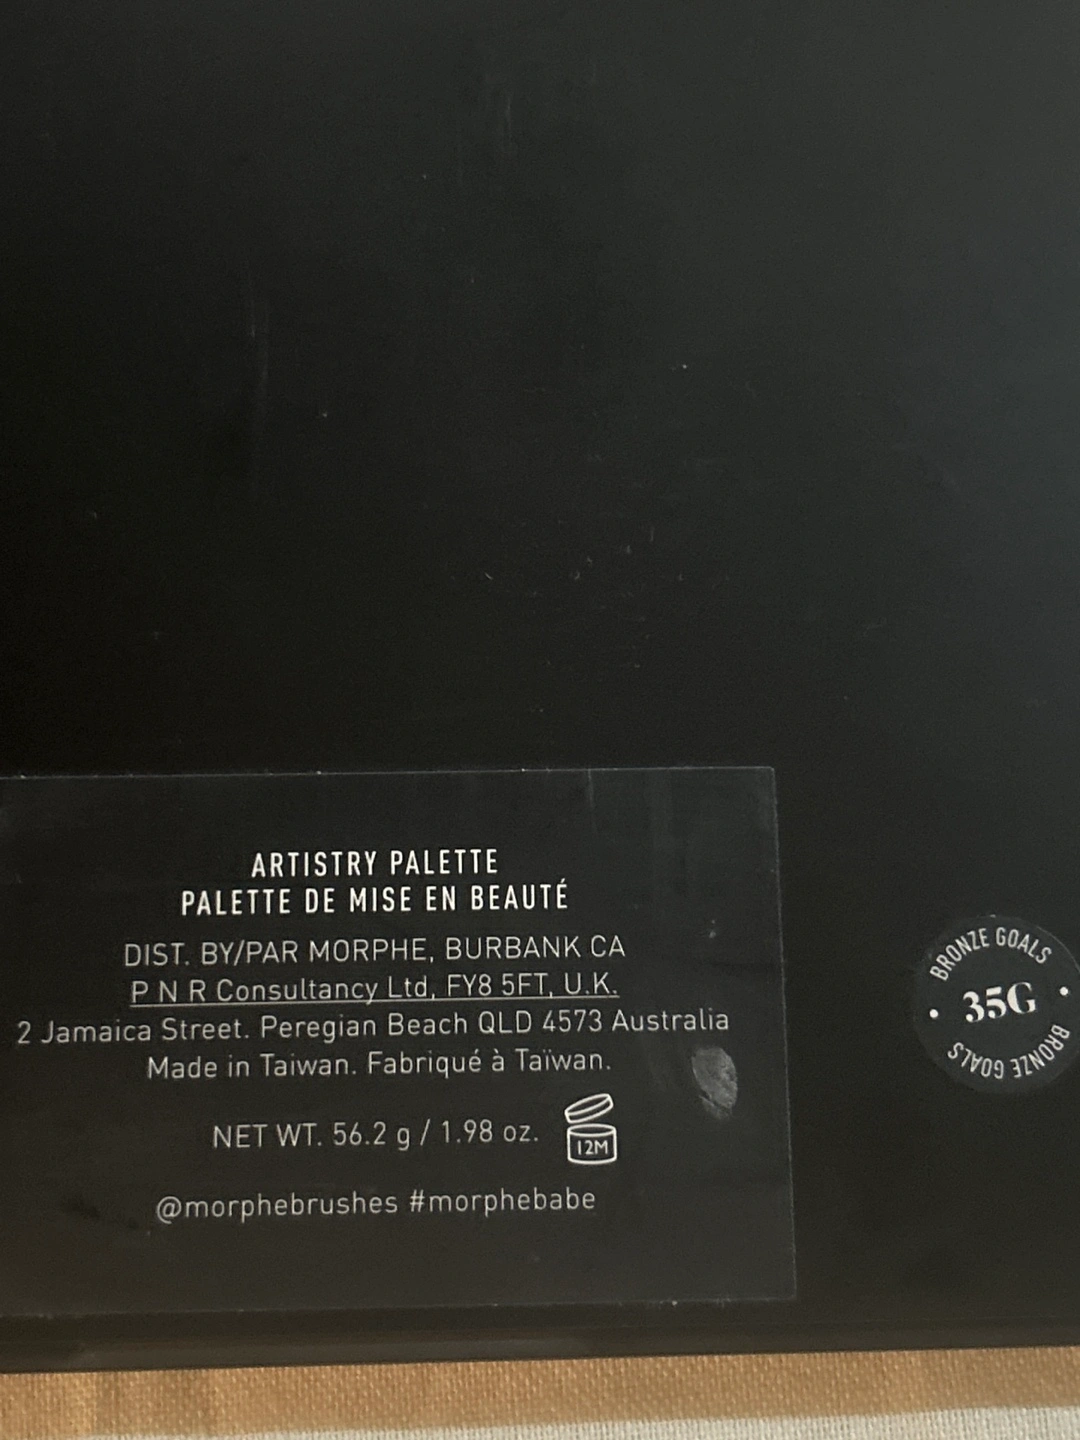 ARTISTRY PALETTE
PALETTE DE MISE EN BEAUTÉ
DIST. BY/PAR MORPHE, BURBANK CA
P N R Consultancy Ltd, FY8 5FT, U.K.
2 Jamaica Street. Peregian Beach QLD 4573 Australia
Made in Taiwan. Fabriqué à Taïwan.
NET WT. 56.2 g / 1.98 oz.
12M
@morphebrushes #morphebabe
BRONZE GOALS
• 35G •
BRONZE GOALS